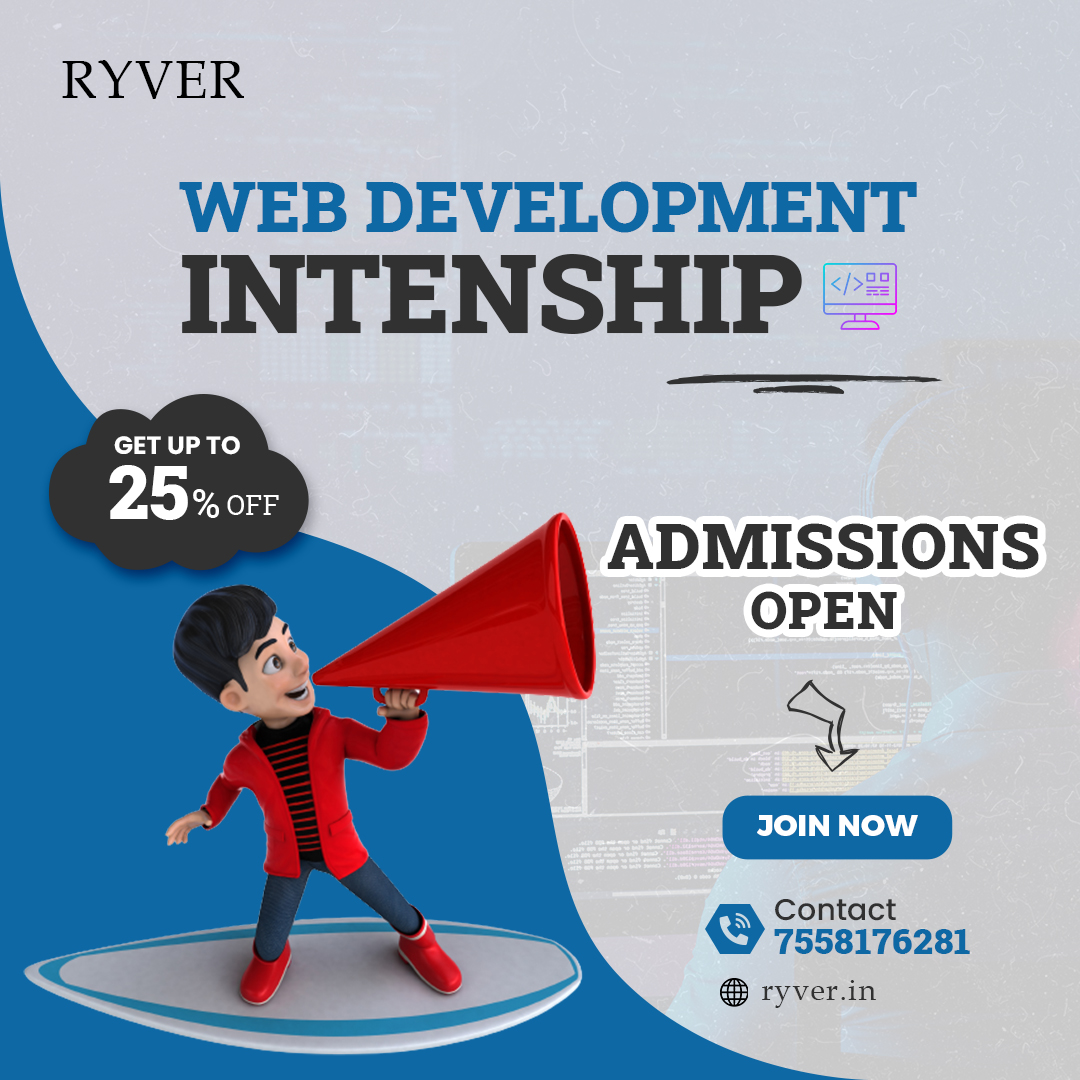 RYVER
WEB DEVELOPMENT
INTENSHIP
GET UP TO
25% OFF
ADMISSIONS
OPEN
JOIN NOW
Contact
7558176281
ryver.in